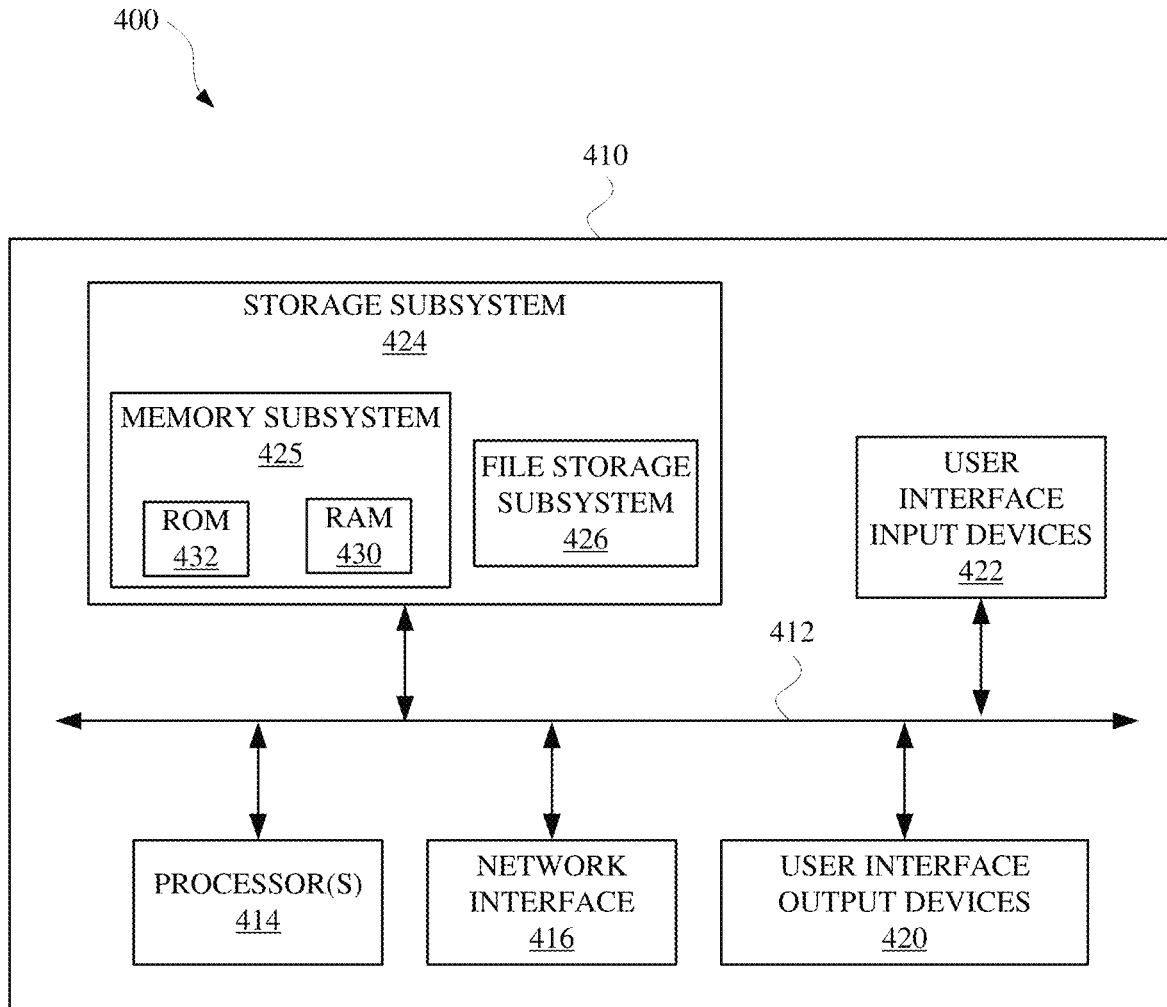 400
410
STORAGE SUBSYSTEM
424
MEMORY SUBSYSTEM
425
ROM
432
RAM
430
FILE STORAGE
SUBSYSTEM
426
USER
INTERFACE
INPUT DEVICES
422
412
PROCESSOR(S)
414
NETWORK
INTERFACE
416
USER INTERFACE
OUTPUT DEVICES
420